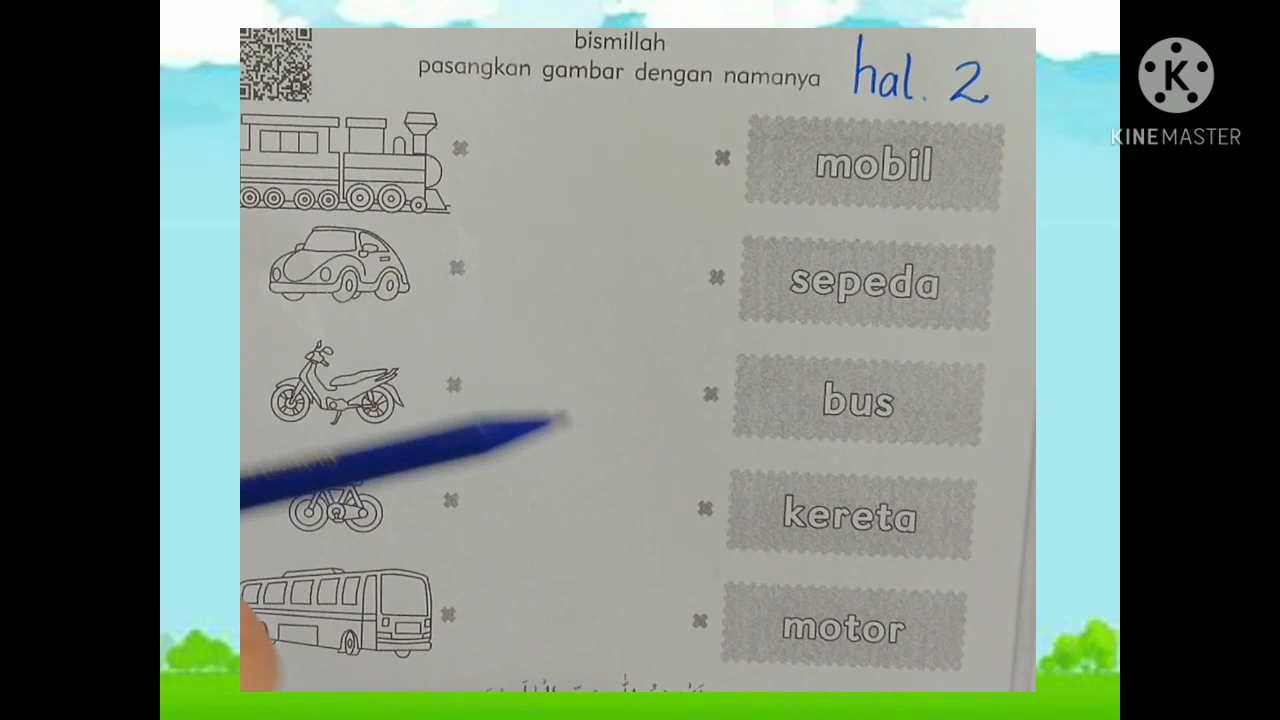 bismillah
pasangkan gambar dengan namanya
hal. 2
KINEMASTER
mobil
sepeda
bus
kereta
motor